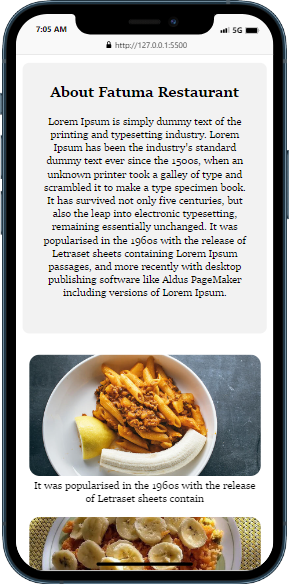 7:05 AM
5G
http://127.0.0.1:5500
About Fatuma Restaurant
Lorem Ipsum is simply dummy text of the
printing and typesetting industry. Lorem
Ipsum has been the industry's standard
dummy text ever since the 1500s, when an
unknown printer took a galley of type and
scrambled it to make a type specimen book.
It has survived not only five centuries, but
also the leap into electronic typesetting,
remaining essentially unchanged. It was
popularised in the 1960s with the release of
Letraset sheets containing Lorem Ipsum
passages, and more recently with desktop
publishing software like Aldus PageMaker
including versions of Lorem Ipsum.
It was popularised in the 1960s with the release
of Letraset sheets contain